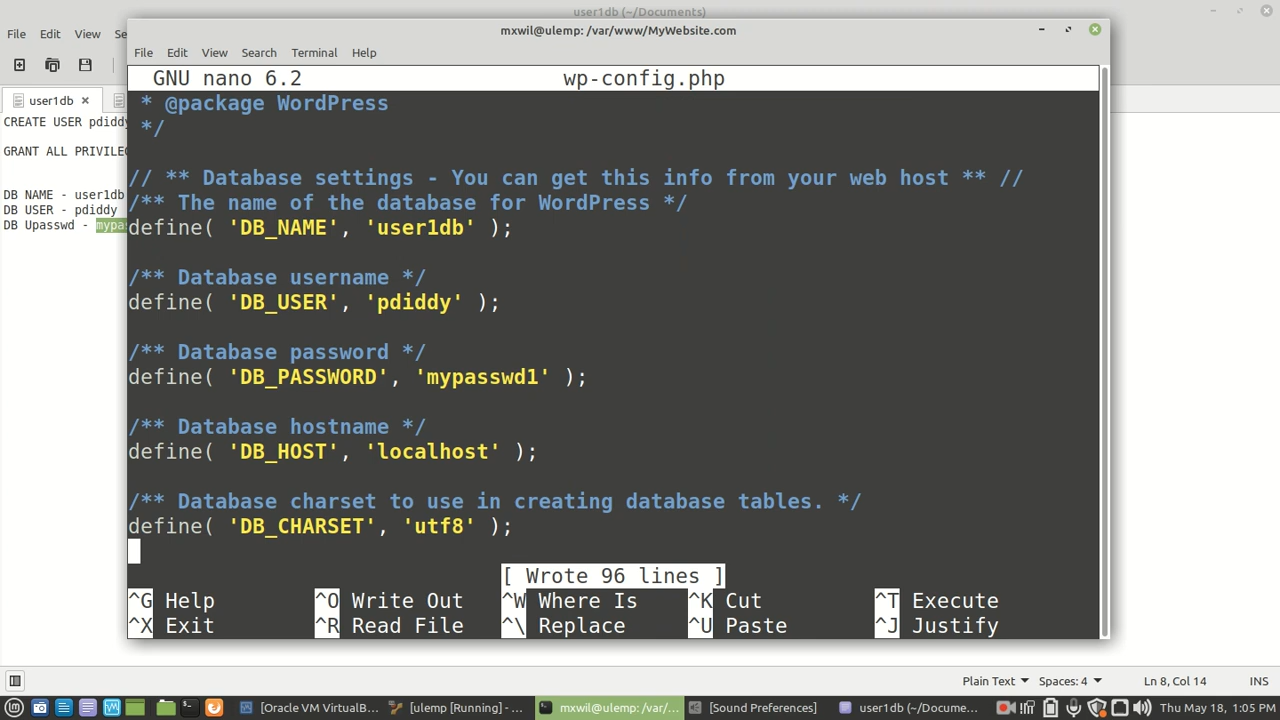 user1db (~/Documents)
File Edit View Se
user1db
CREATE USER pdiddy
GRANT ALL PRIVILEG
DB NAME - user1db
DB USER - pdiddy
DB Upasswd - mypas
mxwil@ulemp: /var/www/MyWebsite.com
File Edit View Search Terminal Help
GNU nano 6.2 wp-config.php
* @package WordPress
*/
// ** Database settings - You can get this info from your web host ** //
/** The name of the database for WordPress */
define( 'DB_NAME', 'user1db' );
/** Database username */
define( 'DB_USER', 'pdiddy' );
/** Database password */
define( 'DB_PASSWORD', 'mypasswd1' );
/** Database hostname */
define( 'DB_HOST', 'localhost' );
/** Database charset to use in creating database tables. */
define( 'DB_CHARSET', 'utf8' );
[ Wrote 96 lines ]
^G Help ^O Write Out ^W Where Is ^K Cut ^T Execute
^X Exit ^R Read File ^\ Replace ^U Paste ^J Justify
Plain Text Spaces: 4 Ln 8, Col 14 INS
[Oracle VM VirtualB... [ulemp [Running] - ... mxwil@ulemp: /var/... [Sound Preferences] user1db (~/Docume... Thu May 18, 1:05 PM